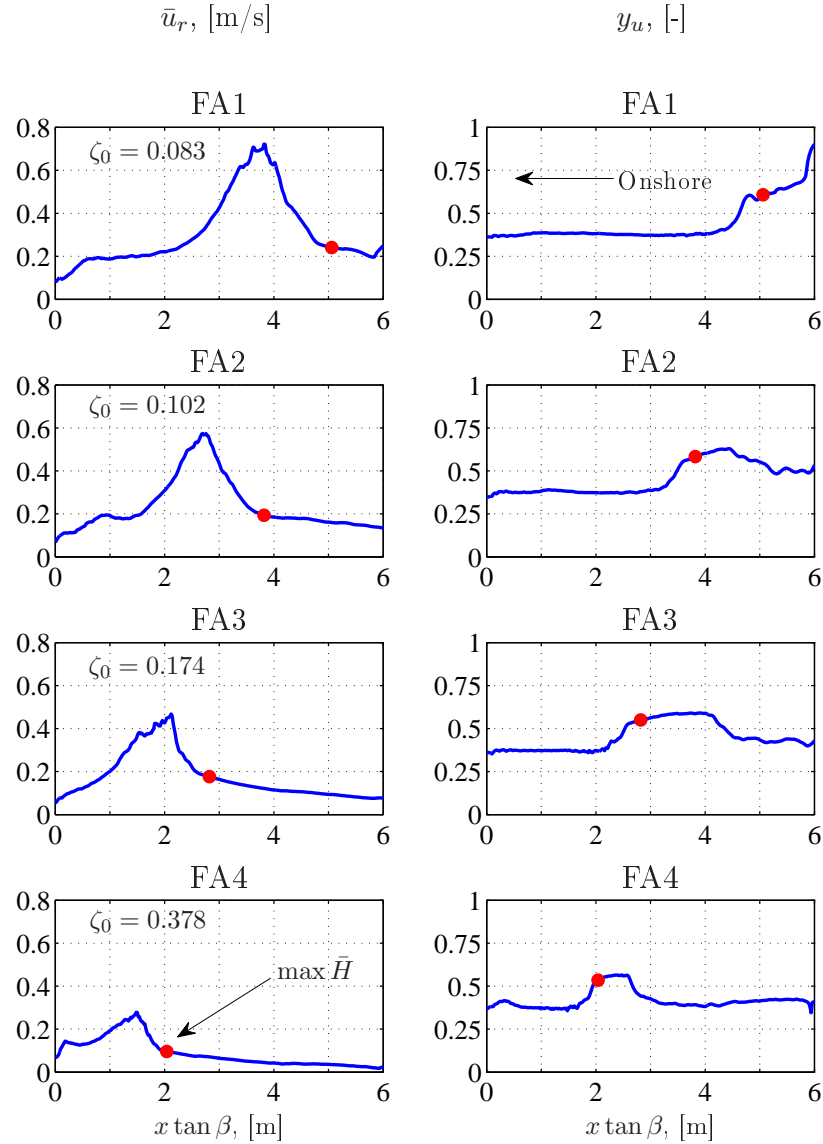 ū_r, [m/s]
y_u, [-]
FA1
FA1
0.8
0.6
0.4
0.2
0
ζ₀ = 0.083
1
0.75
0.5
0.25
0
Onshore
0 2 4 6
0 2 4 6
FA2
FA2
0.8
0.6
0.4
0.2
0
ζ₀ = 0.102
1
0.75
0.5
0.25
0
0 2 4 6
0 2 4 6
FA3
FA3
0.8
0.6
0.4
0.2
0
ζ₀ = 0.174
1
0.75
0.5
0.25
0
0 2 4 6
0 2 4 6
FA4
FA4
0.8
0.6
0.4
0.2
0
ζ₀ = 0.378
max H̄
1
0.75
0.5
0.25
0
0 2 4 6
0 2 4 6
x tan β, [m]
x tan β, [m]